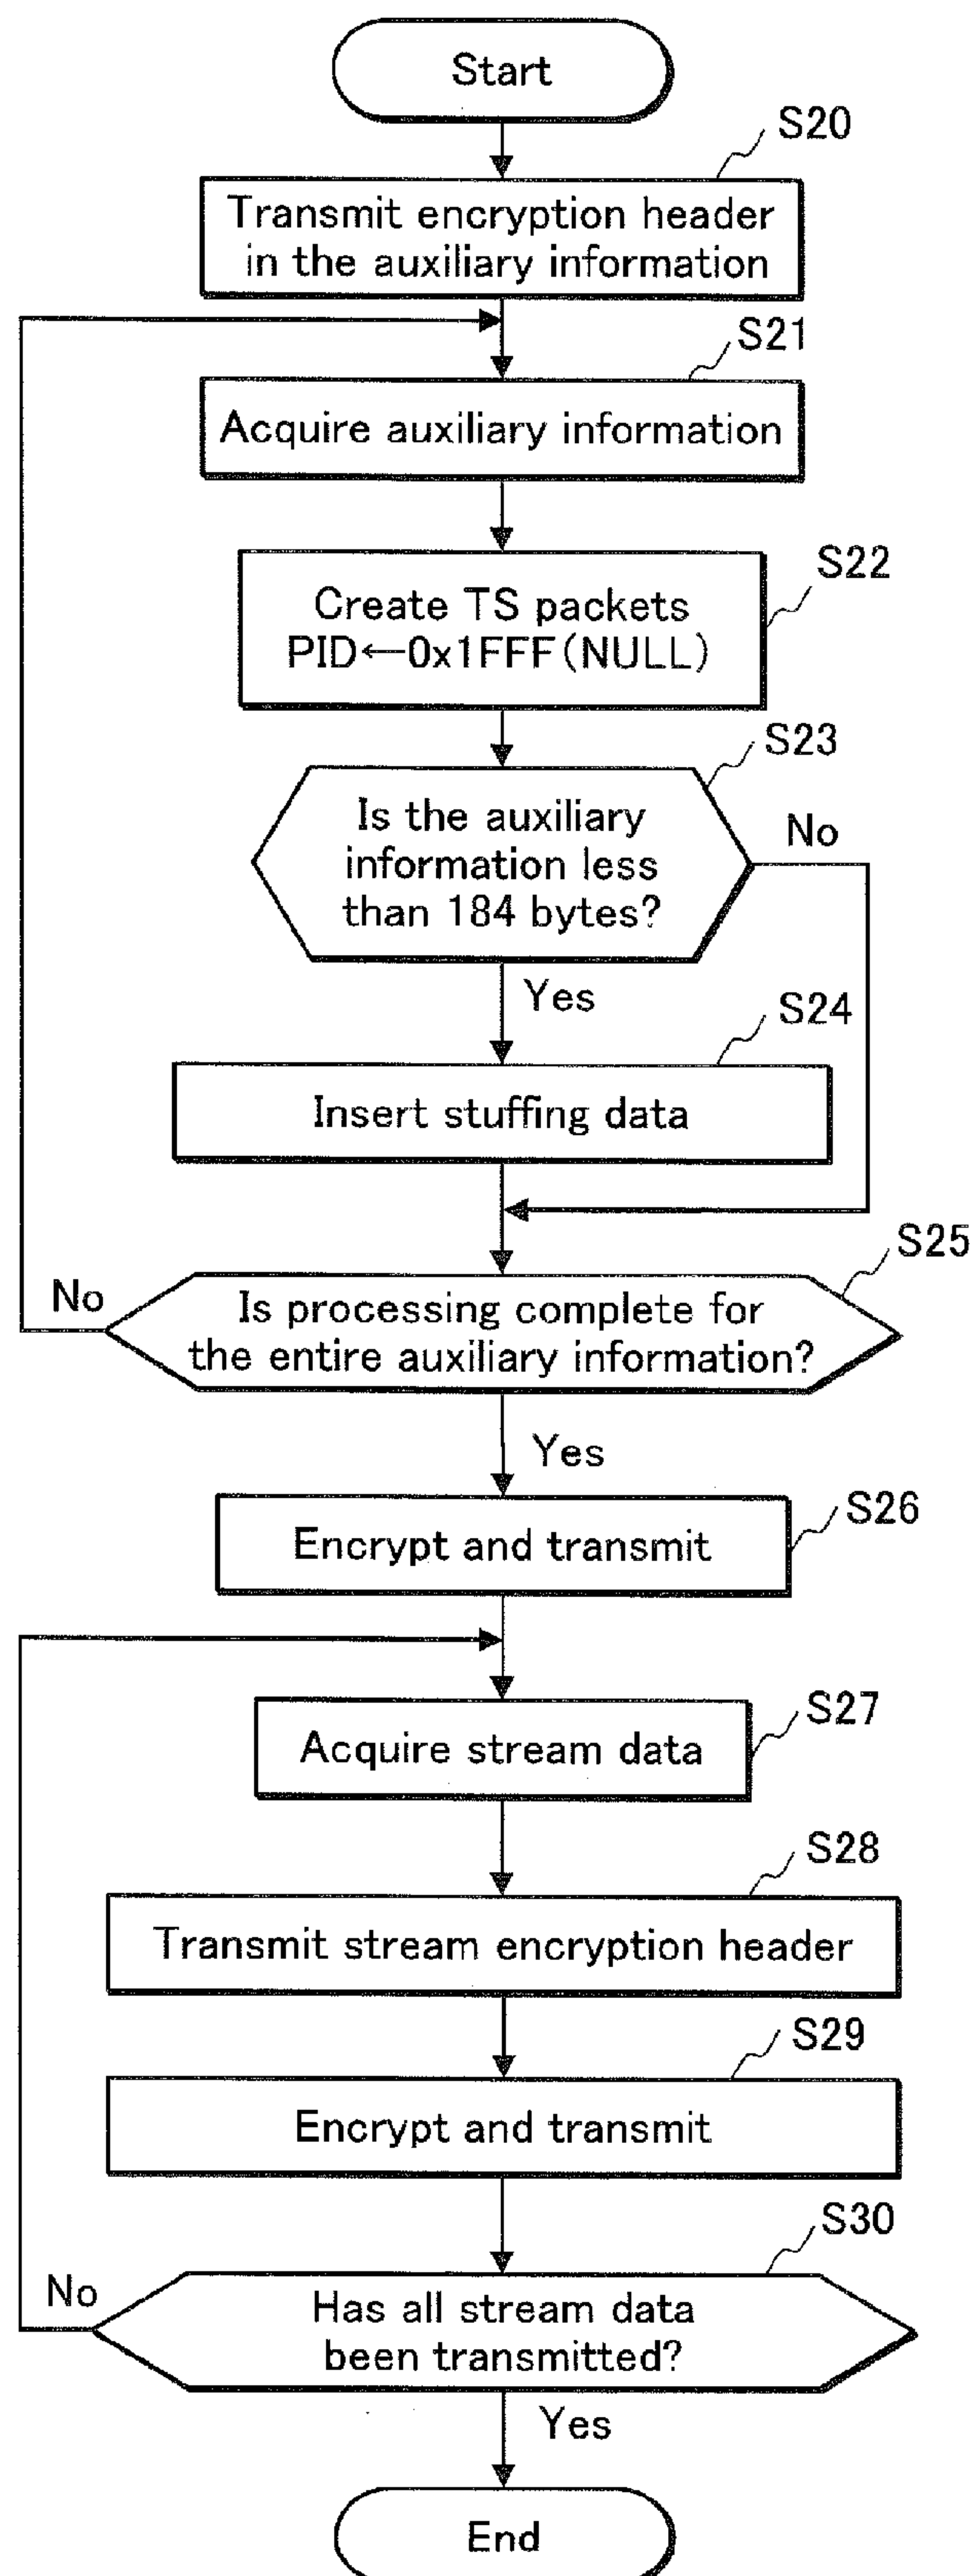 Start
S20
Transmit encryption header
in the auxiliary information
S21
Acquire auxiliary information
S22
Create TS packets
PID←0x1FFF(NULL)
S23
Is the auxiliary
information less
than 184 bytes?
No
Yes
S24
Insert stuffing data
S25
No
Is processing complete for
the entire auxiliary information?
Yes
S26
Encrypt and transmit
S27
Acquire stream data
S28
Transmit stream encryption header
S29
Encrypt and transmit
S30
No
Has all stream data
been transmitted?
Yes
End